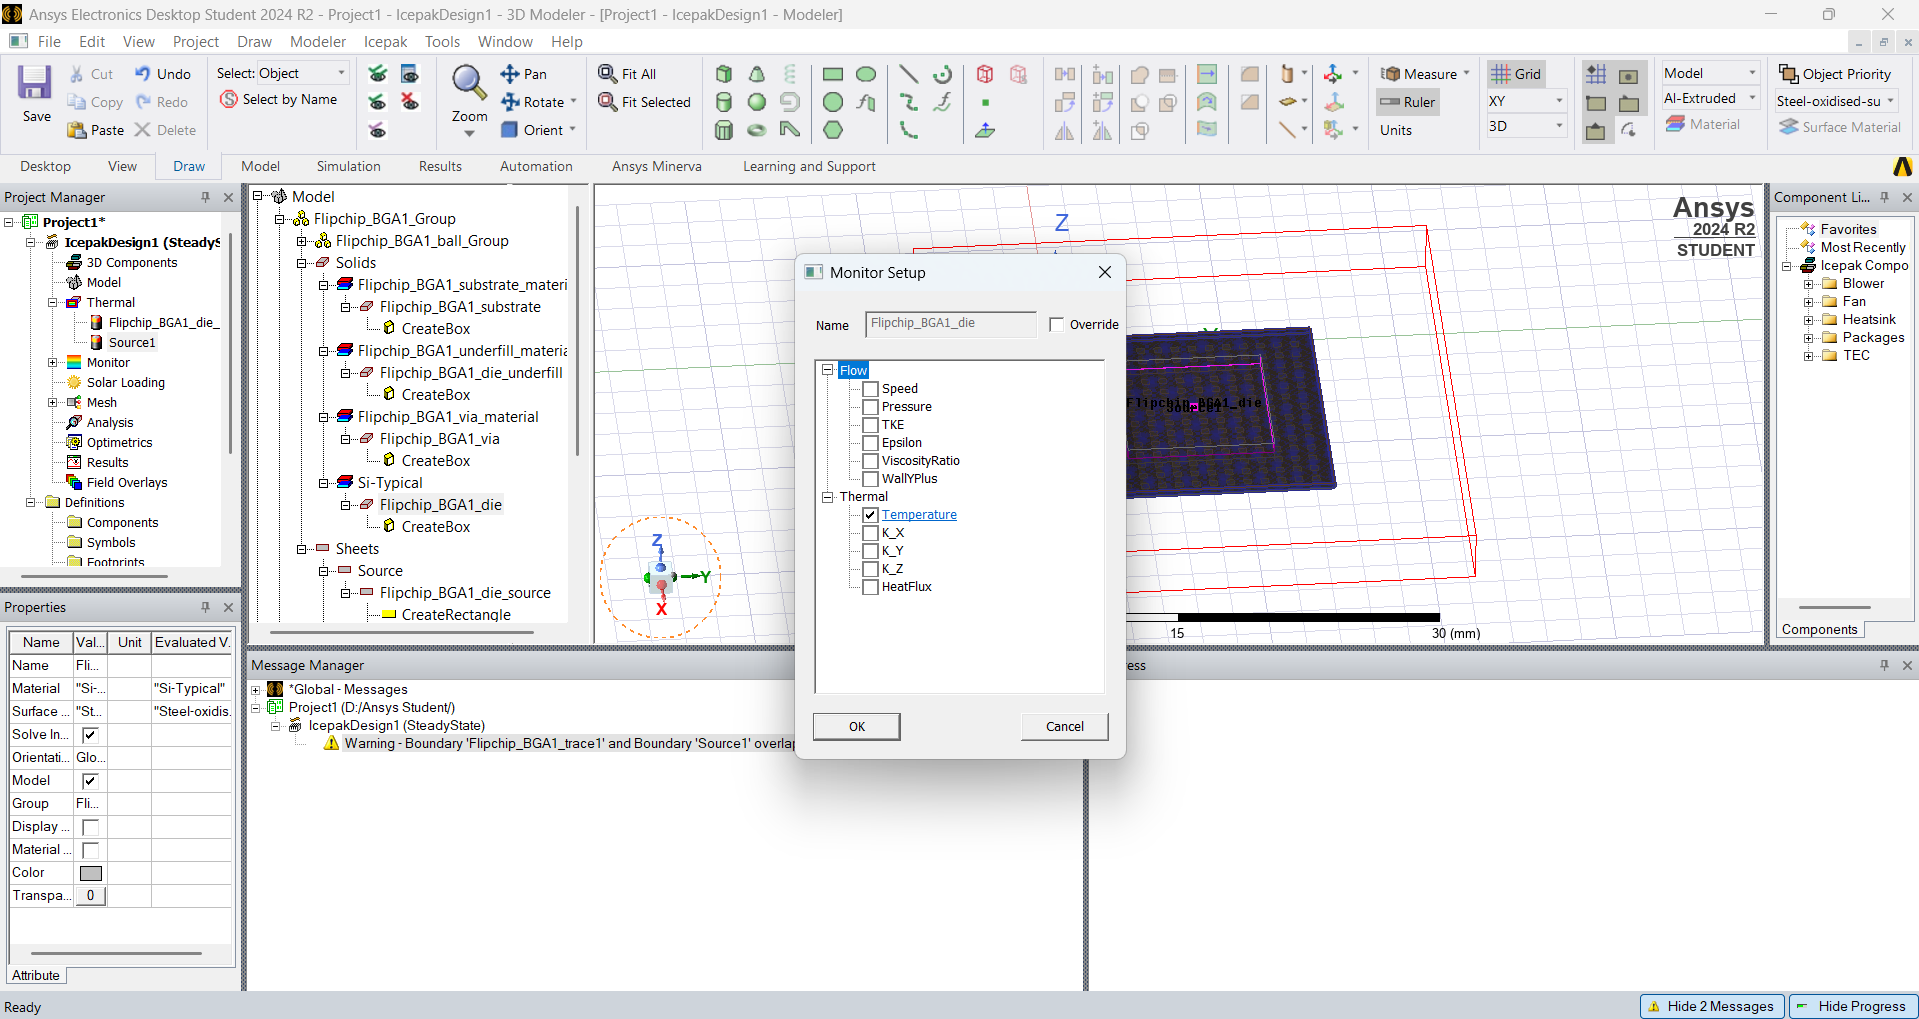 Ansys Electronics Desktop Student 2024 R2 - Project1 - IcepakDesign1 - 3D Modeler - [Project1 - IcepakDesign1 - Modeler]
File Edit View Project Draw Modeler Icepak Tools Window Help
Save
Cut
Copy
Paste
Undo
Redo
Delete
Select: Object
Select by Name
Zoom
Pan
Rotate
Orient
Fit All
Fit Selected
Measure
Ruler
Units
Grid
XY
3D
Model
Al-Extruded
Material
Object Priority
Steel-oxidised-su
Surface Material
Desktop View Draw Model Simulation Results Automation Ansys Minerva Learning and Support
Project Manager
Project1*
IcepakDesign1 (SteadyS
3D Components
Model
Thermal
Flipchip_BGA1_die_
Source1
Monitor
Solar Loading
Mesh
Analysis
Optimetrics
Results
Field Overlays
Definitions
Components
Symbols
Footprints
Properties
Name Val... Unit Evaluated V.
Name Fli...
Material "Si-... "Si-Typical"
Surface ... "St... "Steel-oxidis.
Solve In...
Orientati... Glo...
Model
Group Fli...
Display ...
Material ...
Color
Transpa... 0
Attribute
Model
Flipchip_BGA1_Group
Flipchip_BGA1_ball_Group
Solids
Flipchip_BGA1_substrate_materi
Flipchip_BGA1_substrate
CreateBox
Flipchip_BGA1_underfill_materia
Flipchip_BGA1_die_underfill
CreateBox
Flipchip_BGA1_via_material
Flipchip_BGA1_via
CreateBox
Si-Typical
Flipchip_BGA1_die
CreateBox
Sheets
Source
Flipchip_BGA1_die_source
CreateRectangle
Z
Ansys
2024 R2
STUDENT
Flipchip_BGA1_die
Source1
Z
Y
X
15 30 (mm)
Monitor Setup
Name Flipchip_BGA1_die Override
Flow
Speed
Pressure
TKE
Epsilon
ViscosityRatio
WallYPlus
Thermal
Temperature
K_X
K_Y
K_Z
HeatFlux
OK Cancel
Message Manager
*Global - Messages
Project1 (D:/Ansys Student/)
IcepakDesign1 (SteadyState)
Warning - Boundary 'Flipchip_BGA1_trace1' and Boundary 'Source1' overlap
ess
Component Li...
Favorites
Most Recently
Icepak Compo
Blower
Fan
Heatsink
Packages
TEC
Components
Ready
Hide 2 Messages Hide Progress